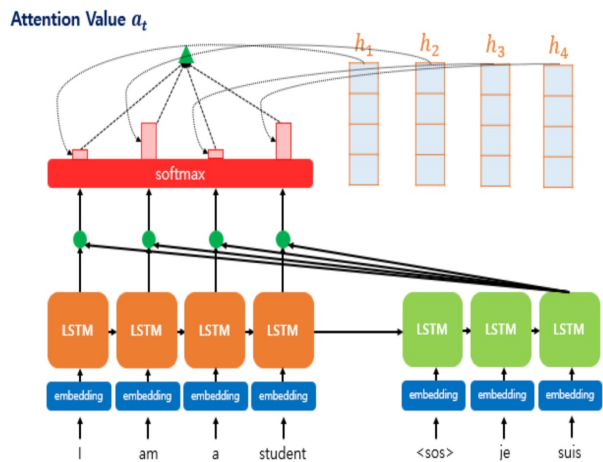 Attention Value aₜ
h₁ h₂ h₃ h₄
softmax
LSTM LSTM LSTM LSTM LSTM LSTM LSTM
embedding embedding embedding embedding embedding embedding embedding
I am a student <sos> je suis